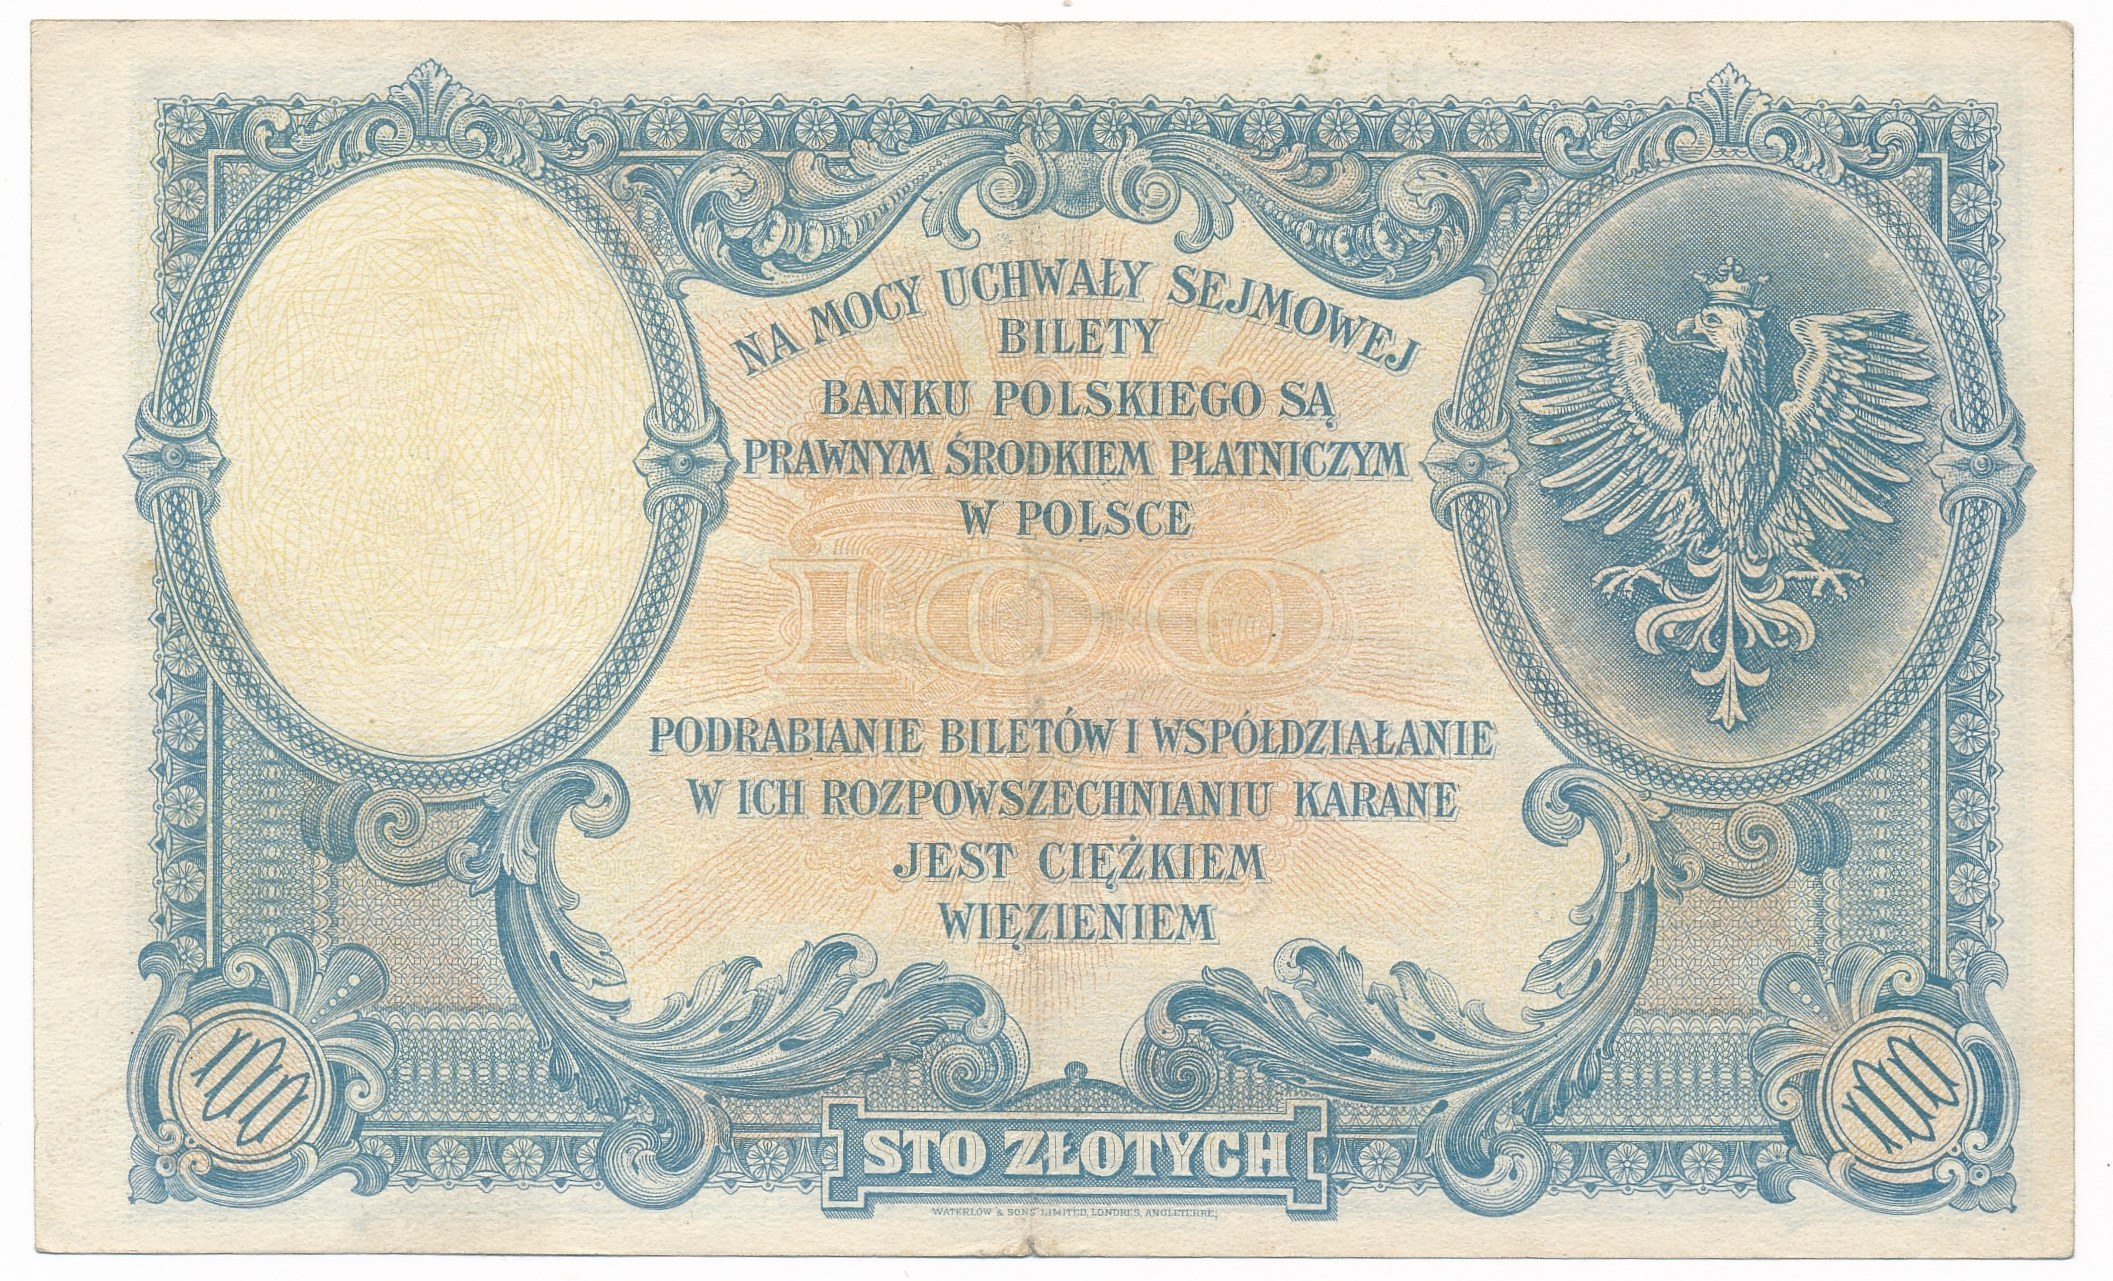 NA MOCY UCHWAŁY SEJMOWEJ
BILETY
BANKU POLSKIEGO SĄ
PRAWNYM ŚRODKIEM PŁATNICZYM
W POLSCE
100
PODRABIANIE BILETÓW I WSPÓŁDZIAŁANIE
W ICH ROZPOWSZECHNIANIU KARANE
JEST CIĘŻKIEM
WIĘZIENIEM
100
100
STO ZŁOTYCH
WATERLOW & SONS LIMITED, LONDRES, ANGLETERRE,